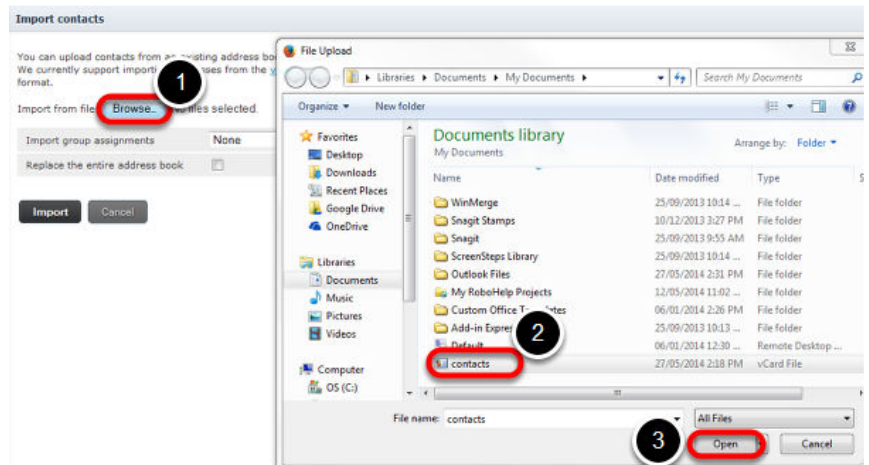 Import contacts
You can upload contacts from an existing address bo
We currently support importi ses from the
format.
Import from file Browse.. files selected.
1
Import group assignments None
Replace the entire address book
Import Cancel
File Upload
Libraries Documents My Documents Search My Documents
Organize New folder
Favorites
Desktop
Downloads
Recent Places
Google Drive
OneDrive
Libraries
Documents
Music
Pictures
Videos
Computer
OS (C:)
Documents library
My Documents
Arrange by: Folder
Name Date modified Type S
WinMerge 25/09/2013 10:14 ... File folder
Snagit Stamps 10/12/2013 3:27 PM File folder
Snagit 25/09/2013 9:55 AM File folder
ScreenSteps Library 25/09/2013 10:14 ... File folder
Outlook Files 27/05/2014 2:31 PM File folder
My RoboHelp Projects 12/05/2014 11:02 ... File folder
Custom Office Te tes 06/01/2014 2:26 PM File folder
Add-in Expre 25/09/2013 10:13 ... File folder
2
Default 06/01/2014 12:30 ... Remote Desktop ...
contacts 27/05/2014 2:18 PM vCard File
File name: contacts All Files
3
Open Cancel